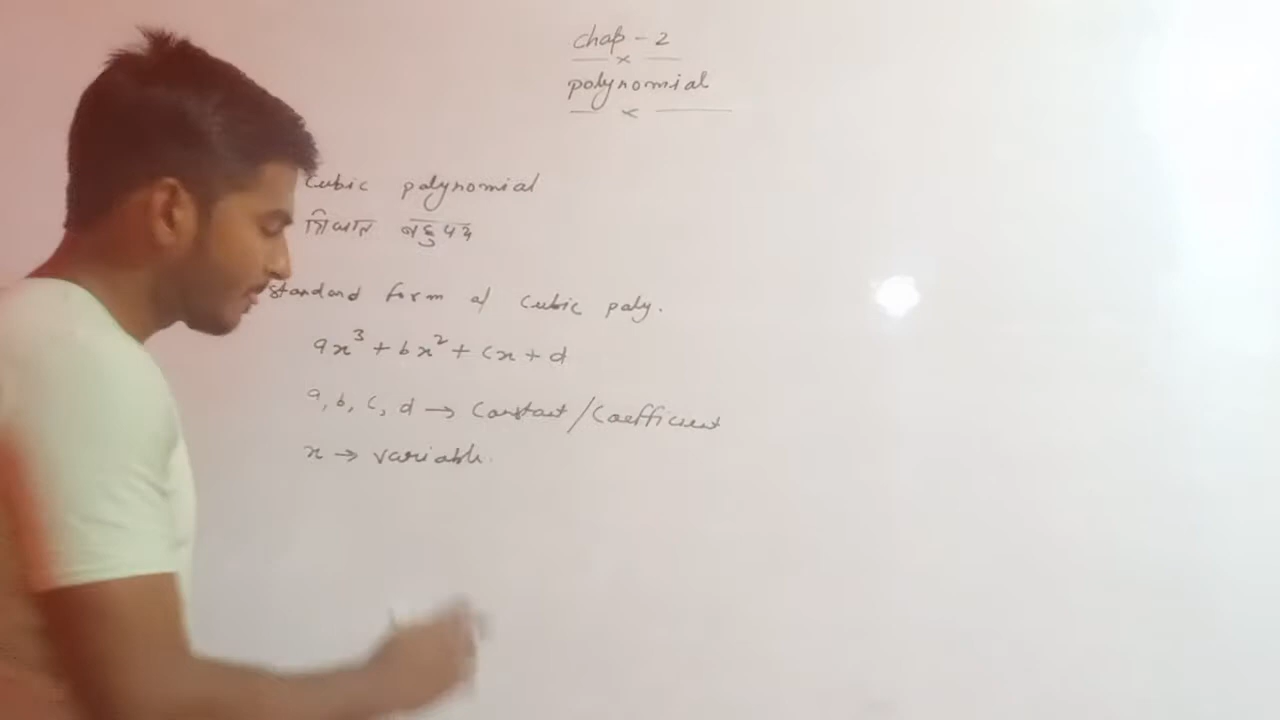 chap - 2
polynomial
Cubic polynomial
त्रिघात बहुपद
Standard form of Cubic poly.
ax³ + bx² + cx + d
a, b, c, d → Constant / Coefficient
x → variable.